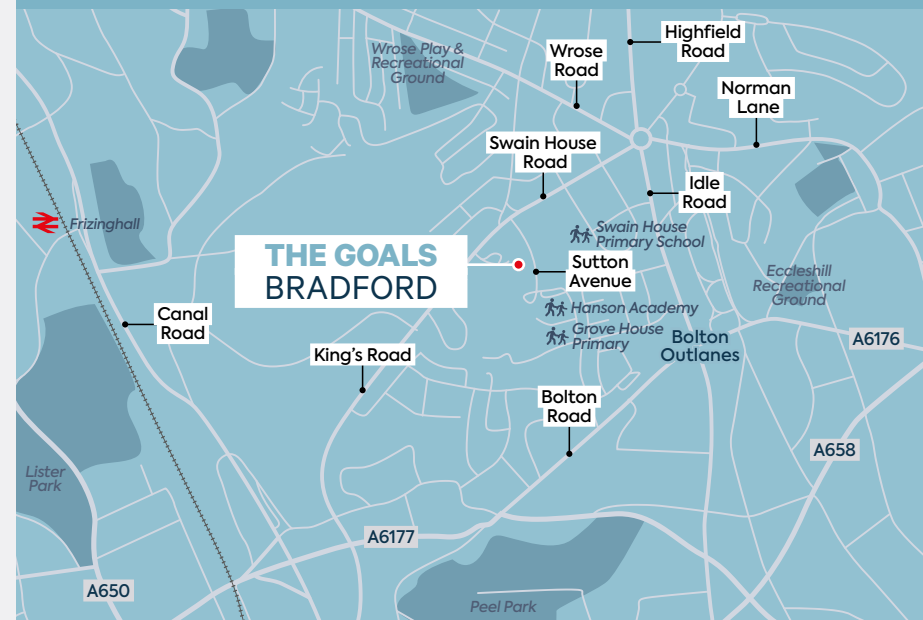 Highfield
Road
Wrose Play &
Recreational
Ground
Wrose
Road
Norman
Lane
Swain House
Road
Idle
Road
Frizinghall
Swain House
Primary School
THE GOALS
BRADFORD
Sutton
Avenue
Eccleshill
Recreational
Ground
Hanson Academy
Canal
Road
Grove House
Primary
Bolton
Outlanes
A6176
King's Road
Bolton
Road
A658
Lister
Park
A6177
A650
Peel Park